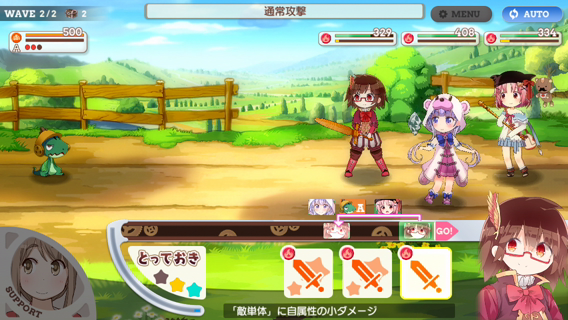 WAVE 2/2 2
通常攻撃
MENU
AUTO
500
A
329
408
334
A
GO!
とっておき
SUPPORT
「敵単体」に自属性の小ダメージ